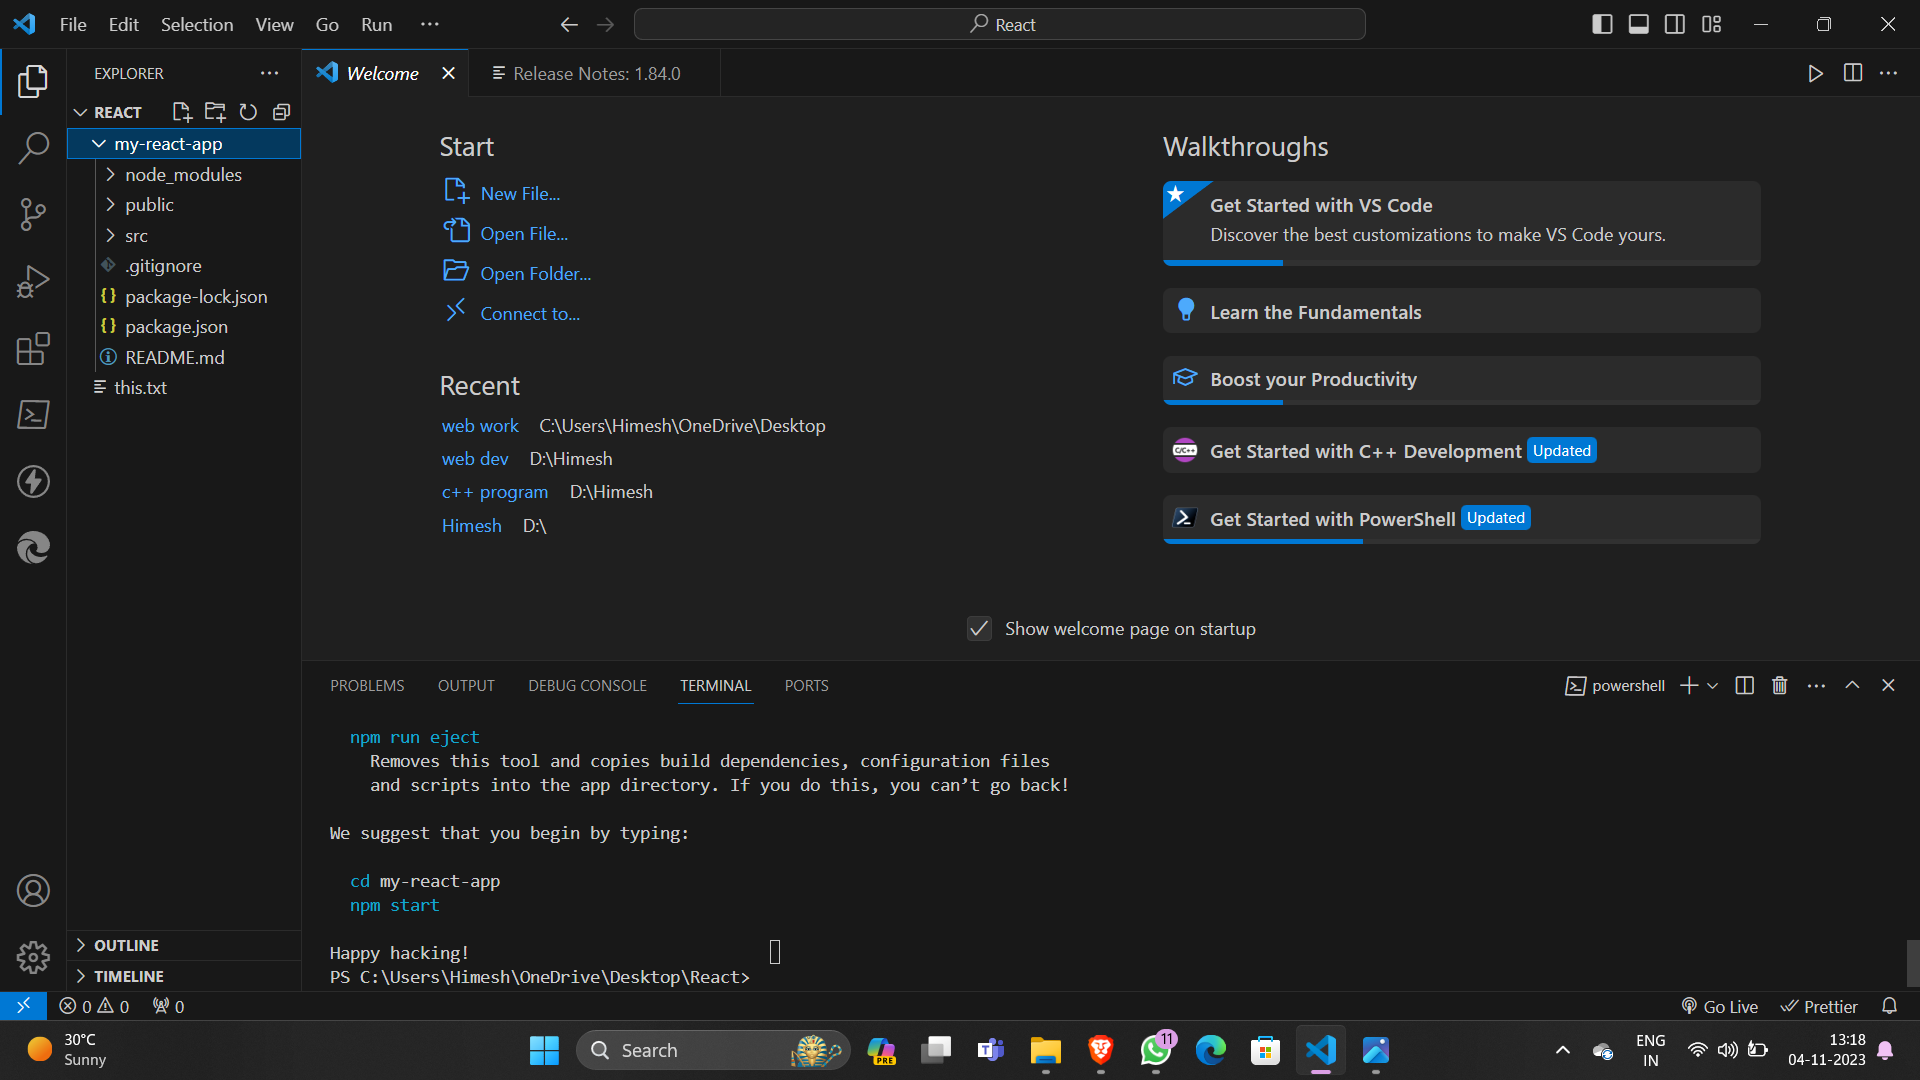 File Edit Selection View Go Run ···
React
EXPLORER
Welcome
Release Notes: 1.84.0
REACT
my-react-app
node_modules
public
src
.gitignore
package-lock.json
package.json
README.md
this.txt
OUTLINE
TIMELINE
Start
New File...
Open File...
Open Folder...
Connect to...
Recent
web work C:\Users\Himesh\OneDrive\Desktop
web dev D:\Himesh
c++ program D:\Himesh
Himesh D:\
Walkthroughs
Get Started with VS Code
Discover the best customizations to make VS Code yours.
Learn the Fundamentals
Boost your Productivity
C/C++ Get Started with C++ Development Updated
Get Started with PowerShell Updated
Show welcome page on startup
PROBLEMS OUTPUT DEBUG CONSOLE TERMINAL PORTS
powershell
npm run eject
Removes this tool and copies build dependencies, configuration files
and scripts into the app directory. If you do this, you can’t go back!
We suggest that you begin by typing:
cd my-react-app
npm start
Happy hacking!
PS C:\Users\Himesh\OneDrive\Desktop\React>
0 0 0
Go Live Prettier
30°C
Sunny
Search
PRE
11
ENG
IN
13:18
04-11-2023